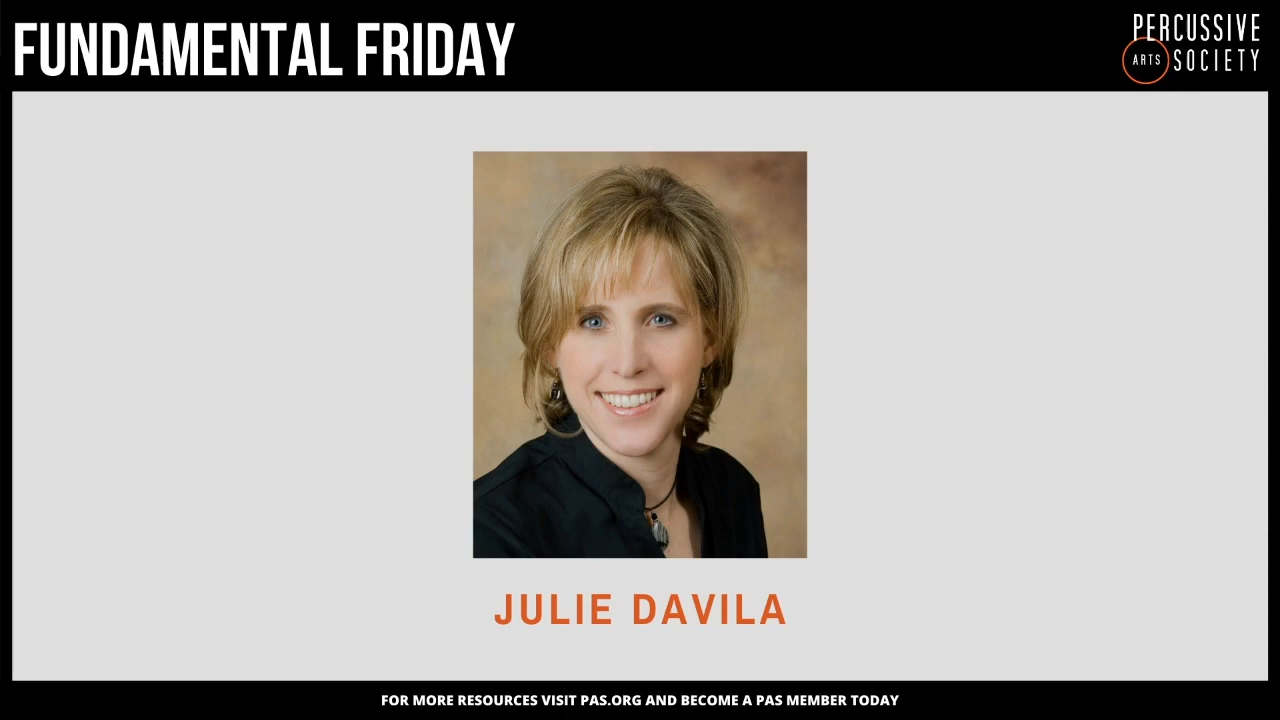 FUNDAMENTAL FRIDAY
PERCUSSIVE
ARTS SOCIETY
JULIE DAVILA
FOR MORE RESOURCES VISIT PAS.ORG AND BECOME A PAS MEMBER TODAY